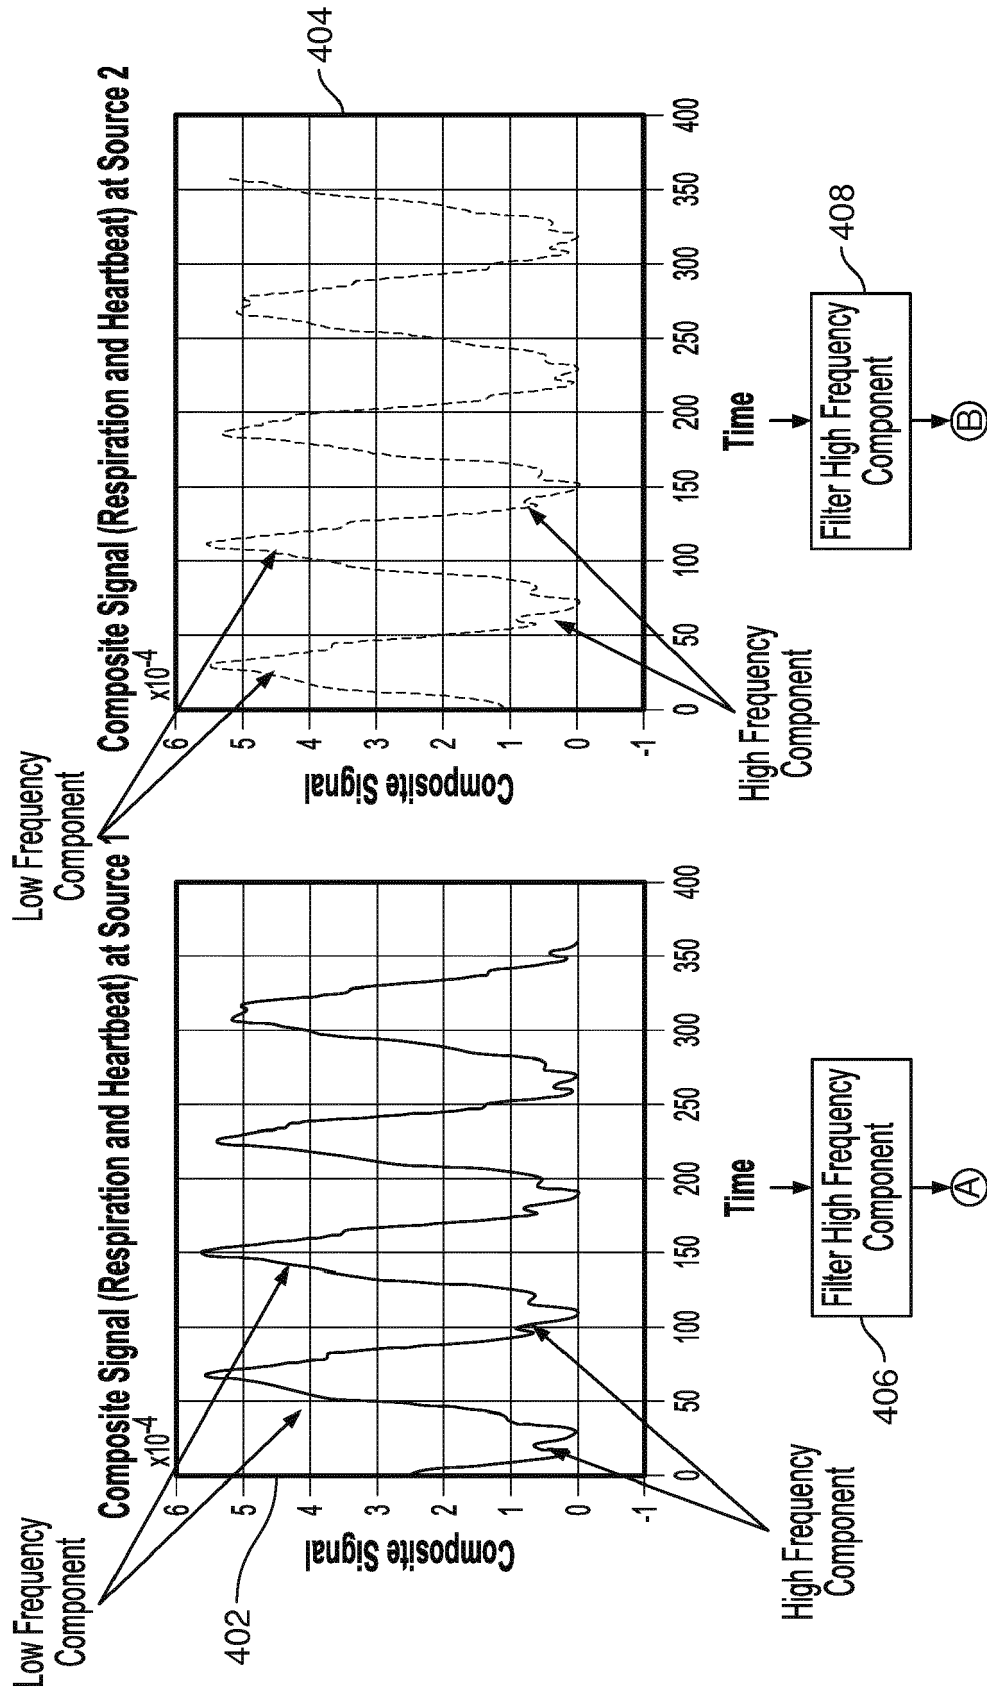 Low Frequency
Component
Composite Signal (Respiration and Heartbeat) at Source 1
x10-4
402
Composite Signal
6
5
4
3
2
1
0
-1
0
50
100
150
200
250
300
350
400
Time
High Frequency
Component
406
Filter High Frequency
Component
A
Low Frequency
Component
Composite Signal (Respiration and Heartbeat) at Source 2
x10-4
404
Composite Signal
6
5
4
3
2
1
0
-1
0
50
100
150
200
250
300
350
400
Time
High Frequency
Component
408
Filter High Frequency
Component
B